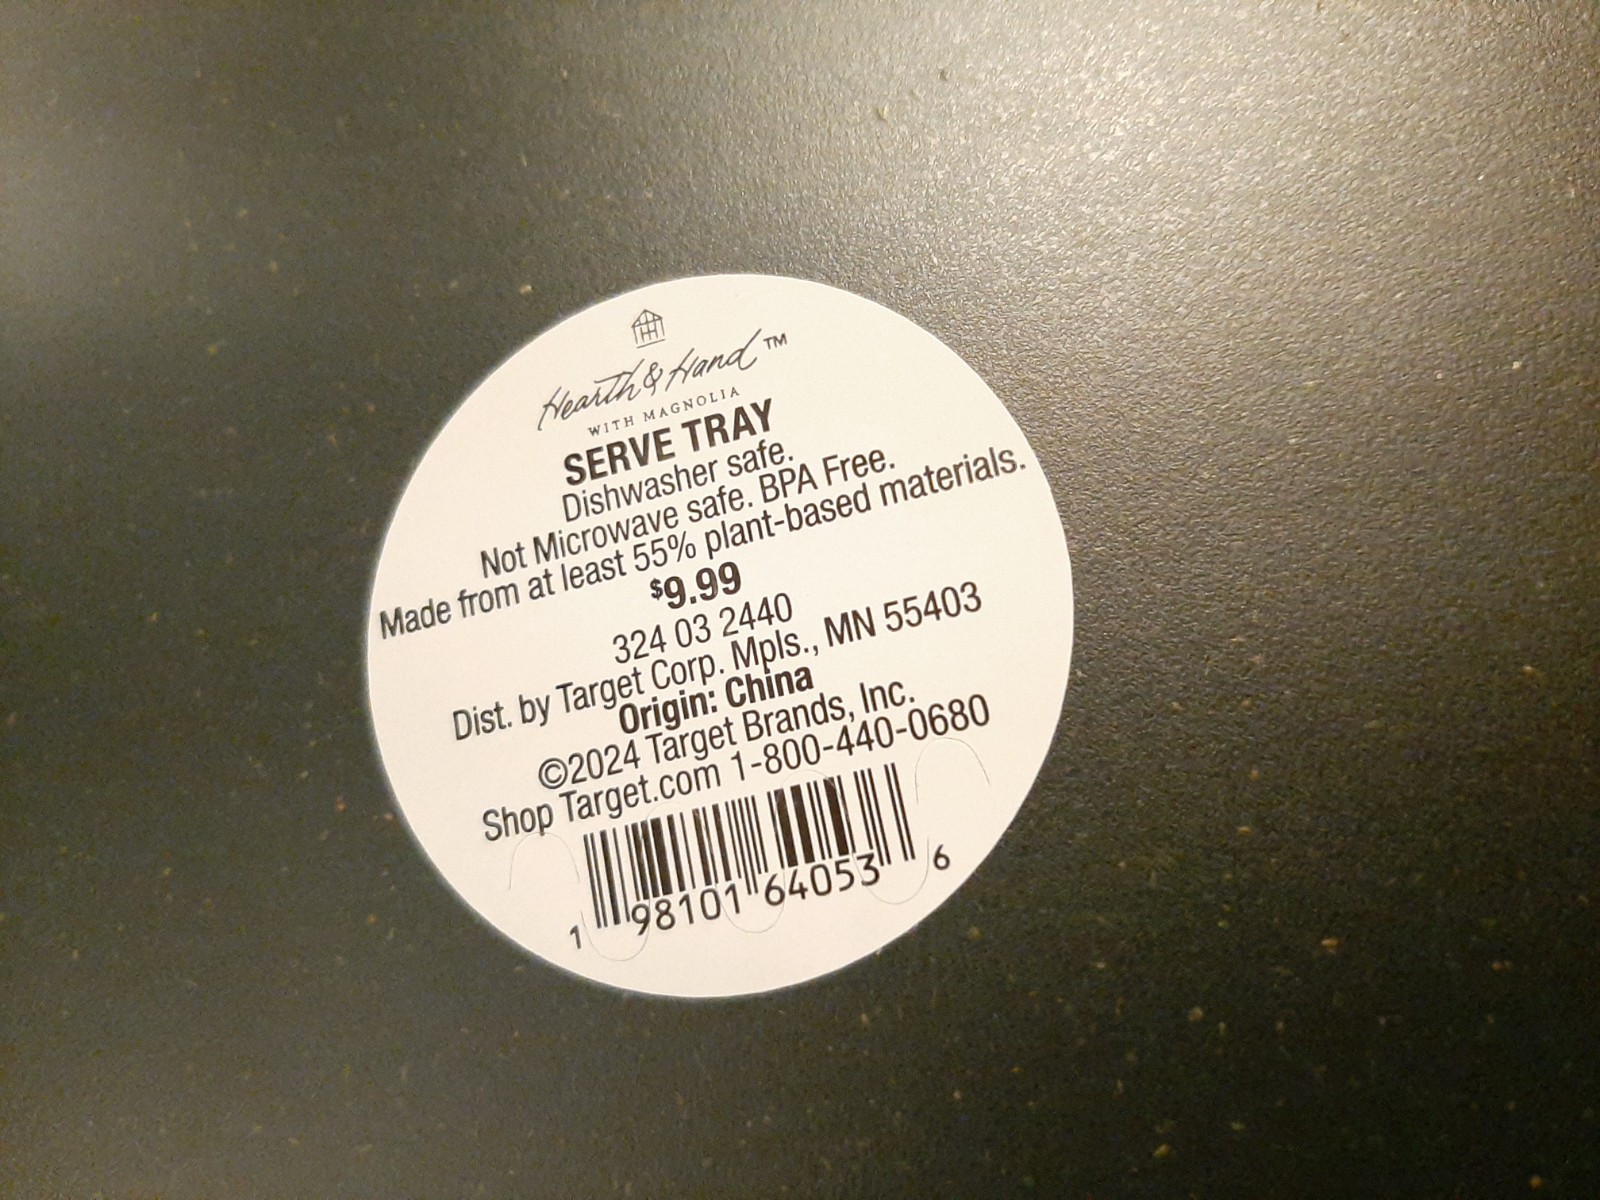 Hearth & Hand™
WITH MAGNOLIA
SERVE TRAY
Dishwasher safe.
Not Microwave safe. BPA Free.
Made from at least 55% plant-based materials.
$9.99
324 03 2440
Dist. by Target Corp. Mpls., MN 55403
Origin: China
©2024 Target Brands, Inc.
Shop Target.com 1-800-440-0680
1 98101 64053 6